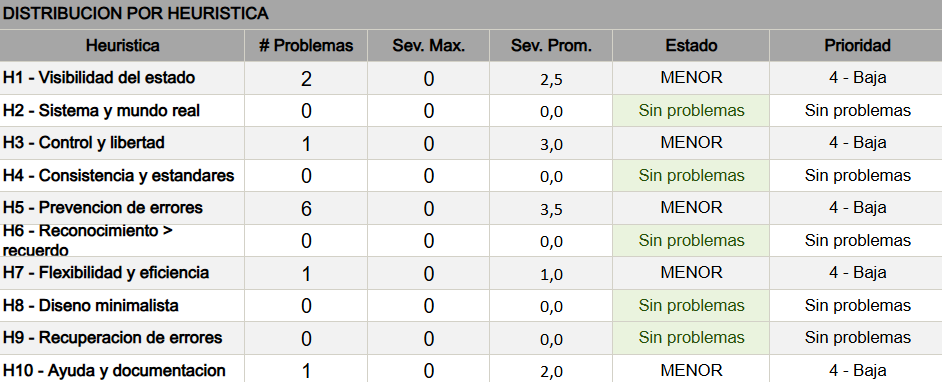 DISTRIBUCION POR HEURISTICA
Heuristica # Problemas Sev. Max. Sev. Prom. Estado Prioridad
H1 - Visibilidad del estado 2 0 2,5 MENOR 4 - Baja
H2 - Sistema y mundo real 0 0 0,0 Sin problemas Sin problemas
H3 - Control y libertad 1 0 3,0 MENOR 4 - Baja
H4 - Consistencia y estandares 0 0 0,0 Sin problemas Sin problemas
H5 - Prevencion de errores 6 0 3,5 MENOR 4 - Baja
H6 - Reconocimiento >
recuerdo 0 0 0,0 Sin problemas Sin problemas
H7 - Flexibilidad y eficiencia 1 0 1,0 MENOR 4 - Baja
H8 - Diseno minimalista 0 0 0,0 Sin problemas Sin problemas
H9 - Recuperacion de errores 0 0 0,0 Sin problemas Sin problemas
H10 - Ayuda y documentacion 1 0 2,0 MENOR 4 - Baja